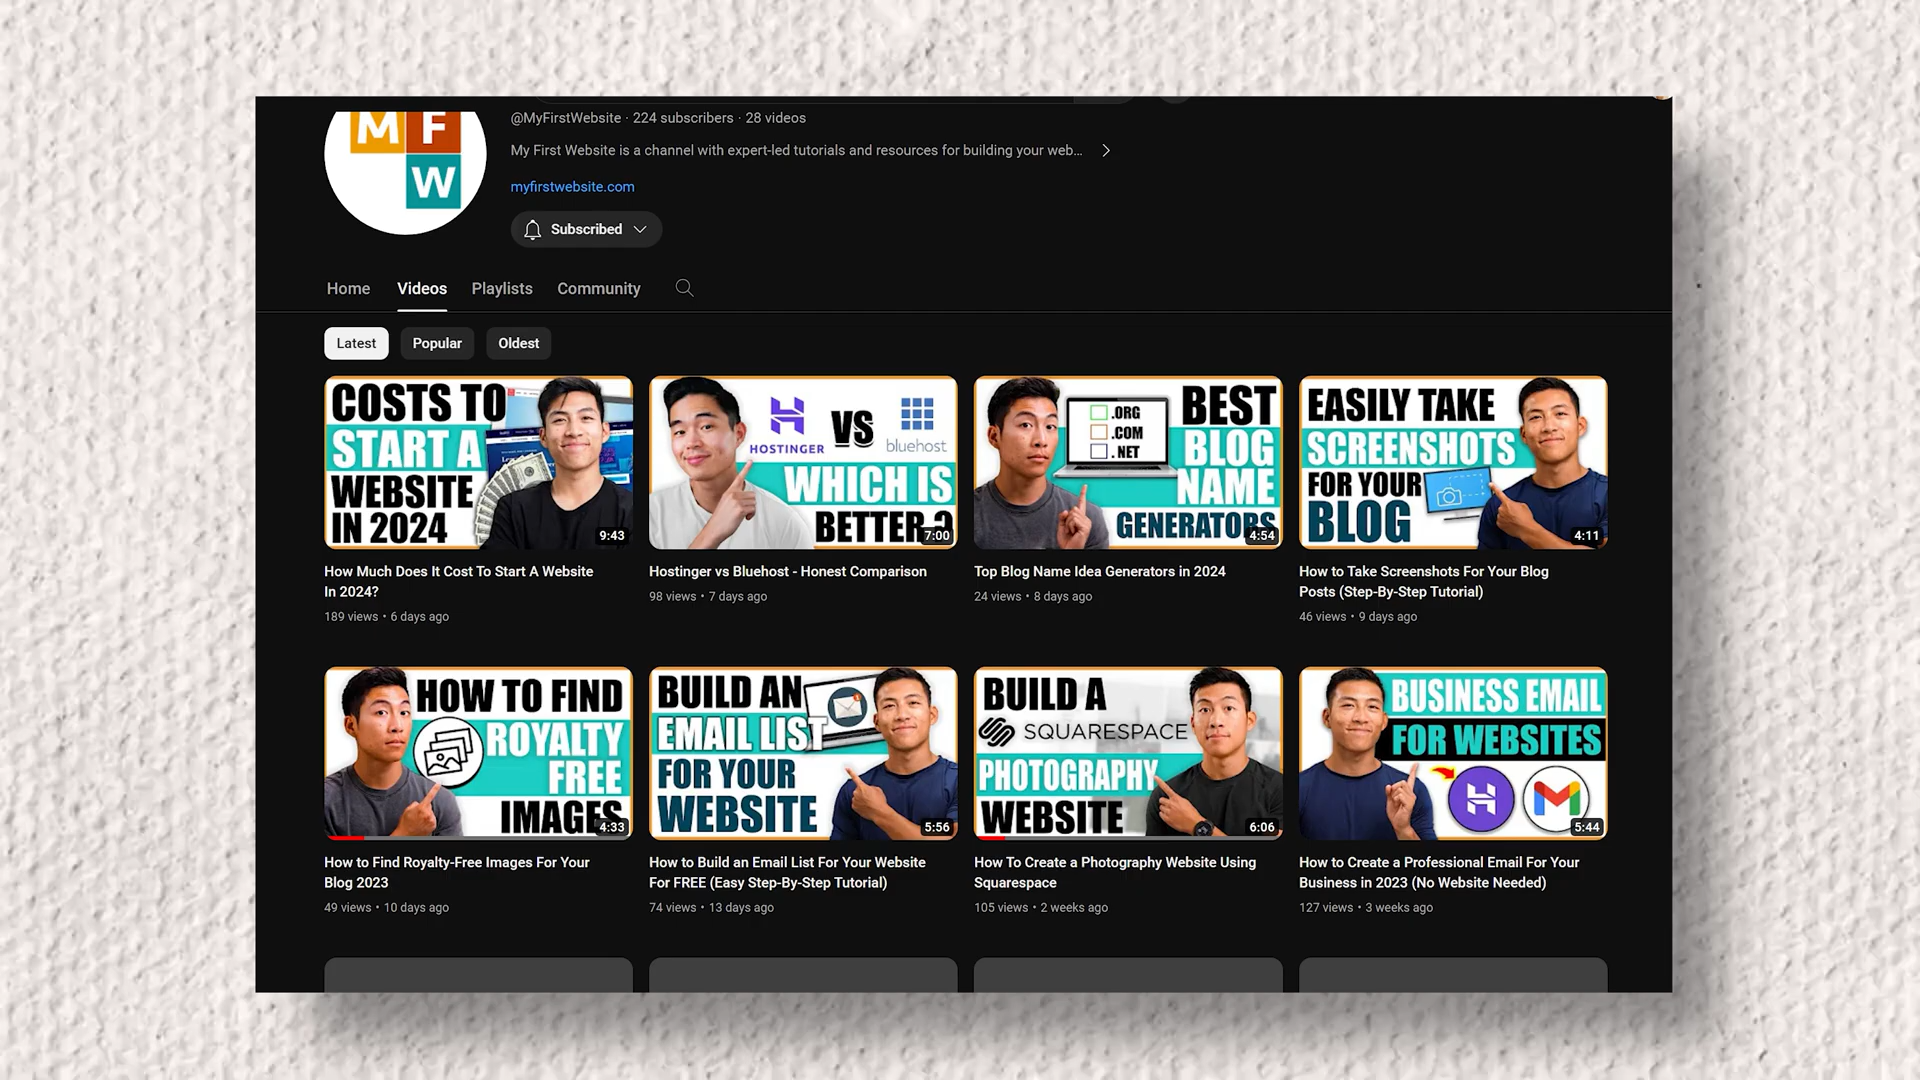 M F
W
@MyFirstWebsite · 224 subscribers · 28 videos
My First Website is a channel with expert-led tutorials and resources for building your web...
myfirstwebsite.com
Subscribed
Home Videos Playlists Community
Latest Popular Oldest
COSTS TO
START A
WEBSITE
IN 2024
9:43
HOSTINGER VS bluehost
WHICH IS
BETTER?
7:00
.ORG
.COM
.NET
BEST
BLOG
NAME
GENERATORS
4:54
EASILY TAKE
SCREENSHOTS
FOR YOUR
BLOG
4:11
How Much Does It Cost To Start A Website
In 2024?
189 views • 6 days ago
Hostinger vs Bluehost - Honest Comparison
98 views • 7 days ago
Top Blog Name Idea Generators in 2024
24 views • 8 days ago
How to Take Screenshots For Your Blog
Posts (Step-By-Step Tutorial)
46 views • 9 days ago
HOW TO FIND
ROYALTY
FREE
IMAGES
4:33
BUILD AN
EMAIL LIST
FOR YOUR
WEBSITE
5:56
BUILD A
SQUARESPACE
PHOTOGRAPHY
WEBSITE
6:06
BUSINESS EMAIL
FOR WEBSITES
5:44
How to Find Royalty-Free Images For Your
Blog 2023
49 views • 10 days ago
How to Build an Email List For Your Website
For FREE (Easy Step-By-Step Tutorial)
74 views • 13 days ago
How To Create a Photography Website Using
Squarespace
105 views • 2 weeks ago
How to Create a Professional Email For Your
Business in 2023 (No Website Needed)
127 views • 3 weeks ago